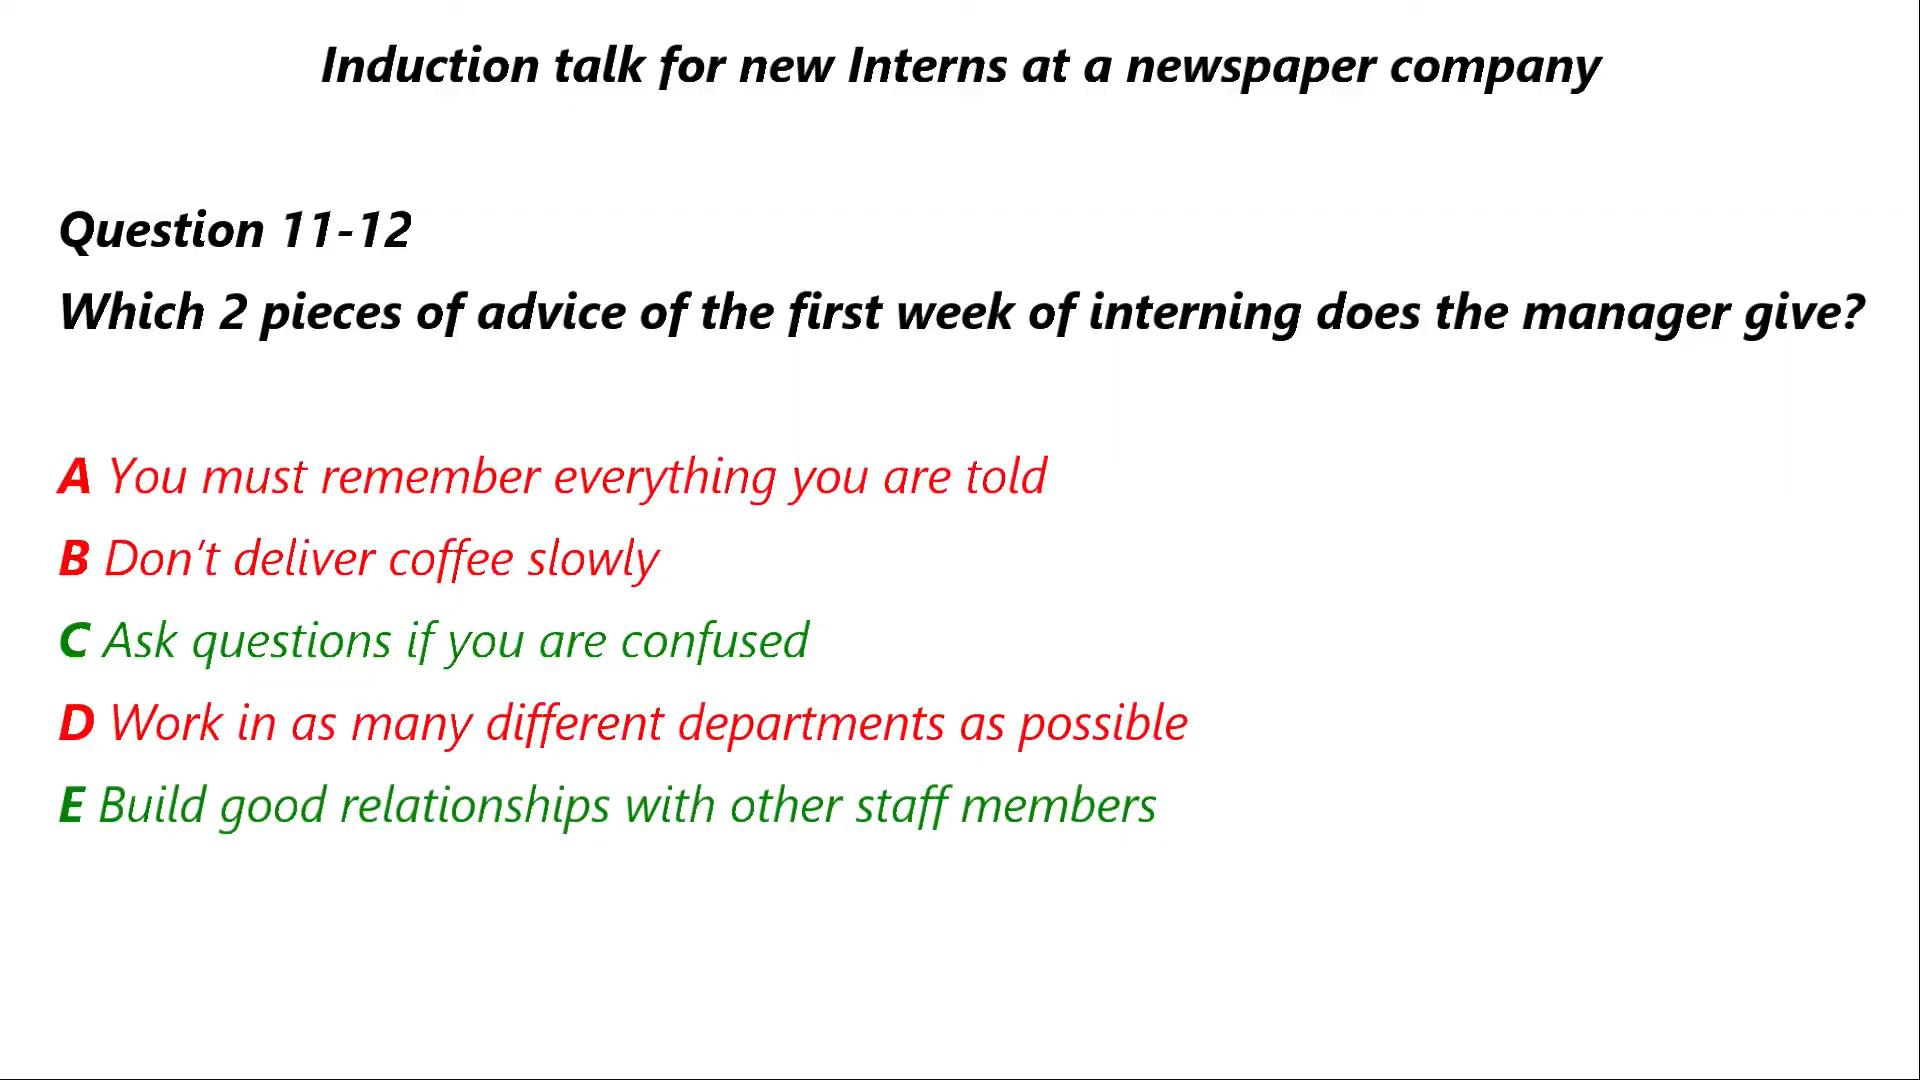 Induction talk for new Interns at a newspaper company
Question 11-12
Which 2 pieces of advice of the first week of interning does the manager give?
A You must remember everything you are told
B Don't deliver coffee slowly
C Ask questions if you are confused
D Work in as many different departments as possible
E Build good relationships with other staff members